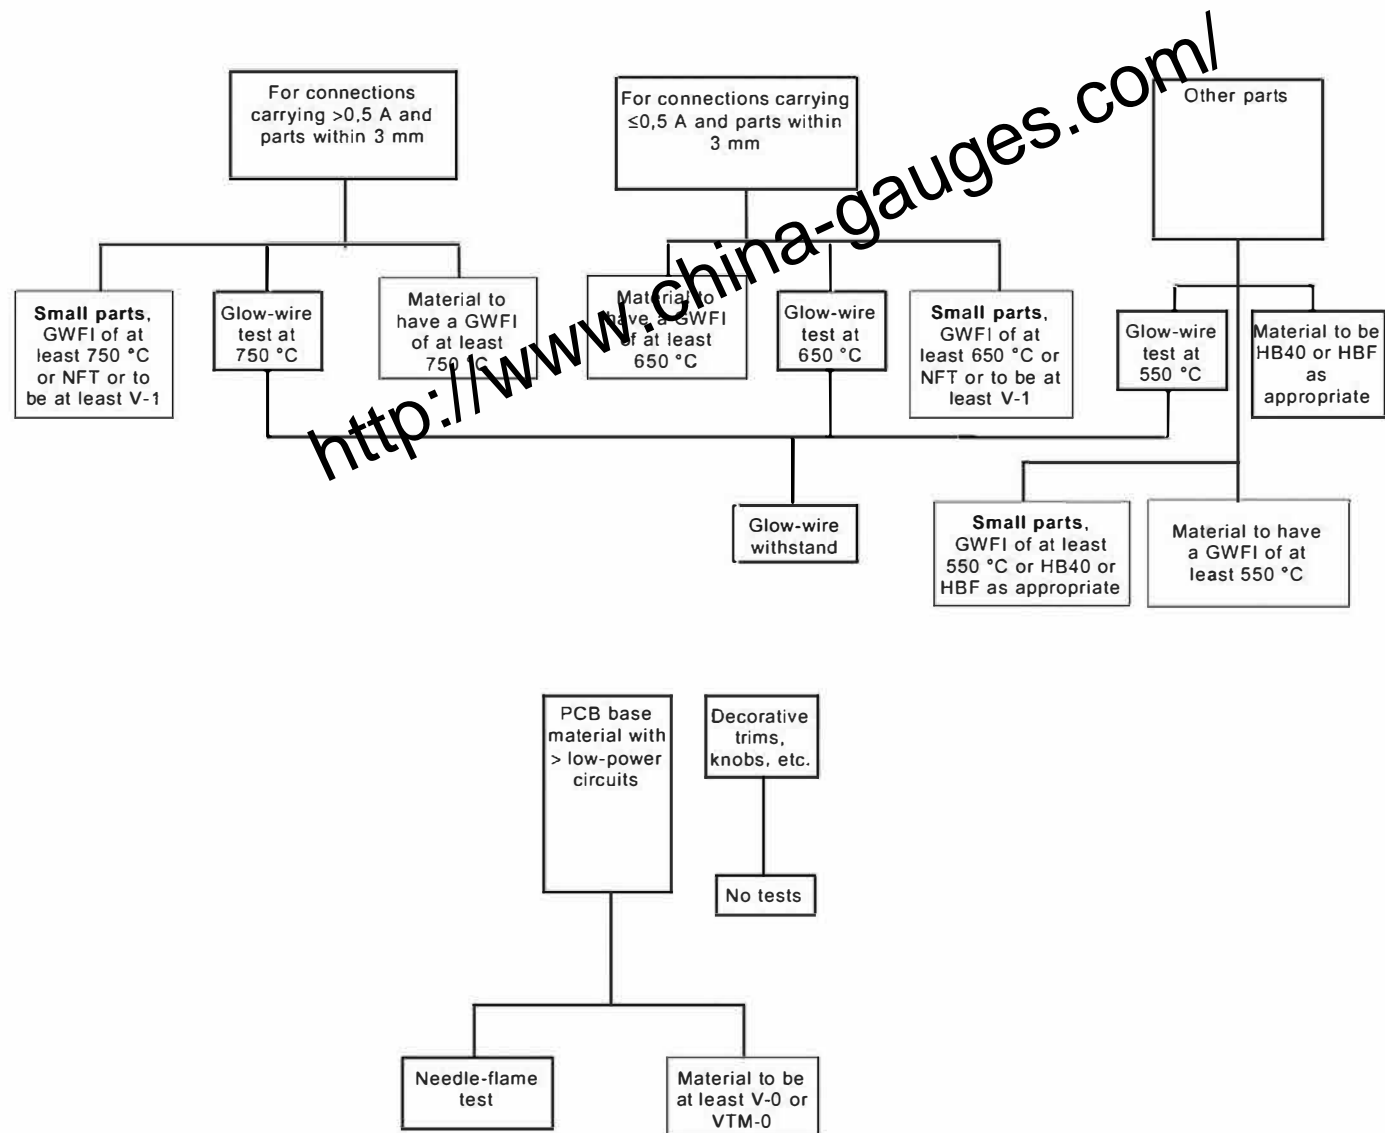 For connections
carrying >0,5 A and
parts within 3 mm
For connections carrying
≤0,5 A and parts within
3 mm
Other parts
Small parts,
GWFI of at
least 750 °C
or NFT or to
be at least V-1
Glow-wire
test at
750 °C
Material to
have a GWFI
of at least
750 °C
Material to
have a GWFI
of at least
650 °C
Glow-wire
test at
650 °C
Small parts,
GWFI of at
least 650 °C or
NFT or to be at
least V-1
Glow-wire
test at
550 °C
Material to be
HB40 or HBF
as
appropriate
Glow-wire
withstand
Small parts,
GWFI of at least
550 °C or HB40 or
HBF as appropriate
Material to have
a GWFI of at
least 550 °C
PCB base
material with
> low-power
circuits
Decorative
trims,
knobs, etc.
No tests
Needle-flame
test
Material to be
at least V-0 or
VTM-0
http://www.china-gauges.com/